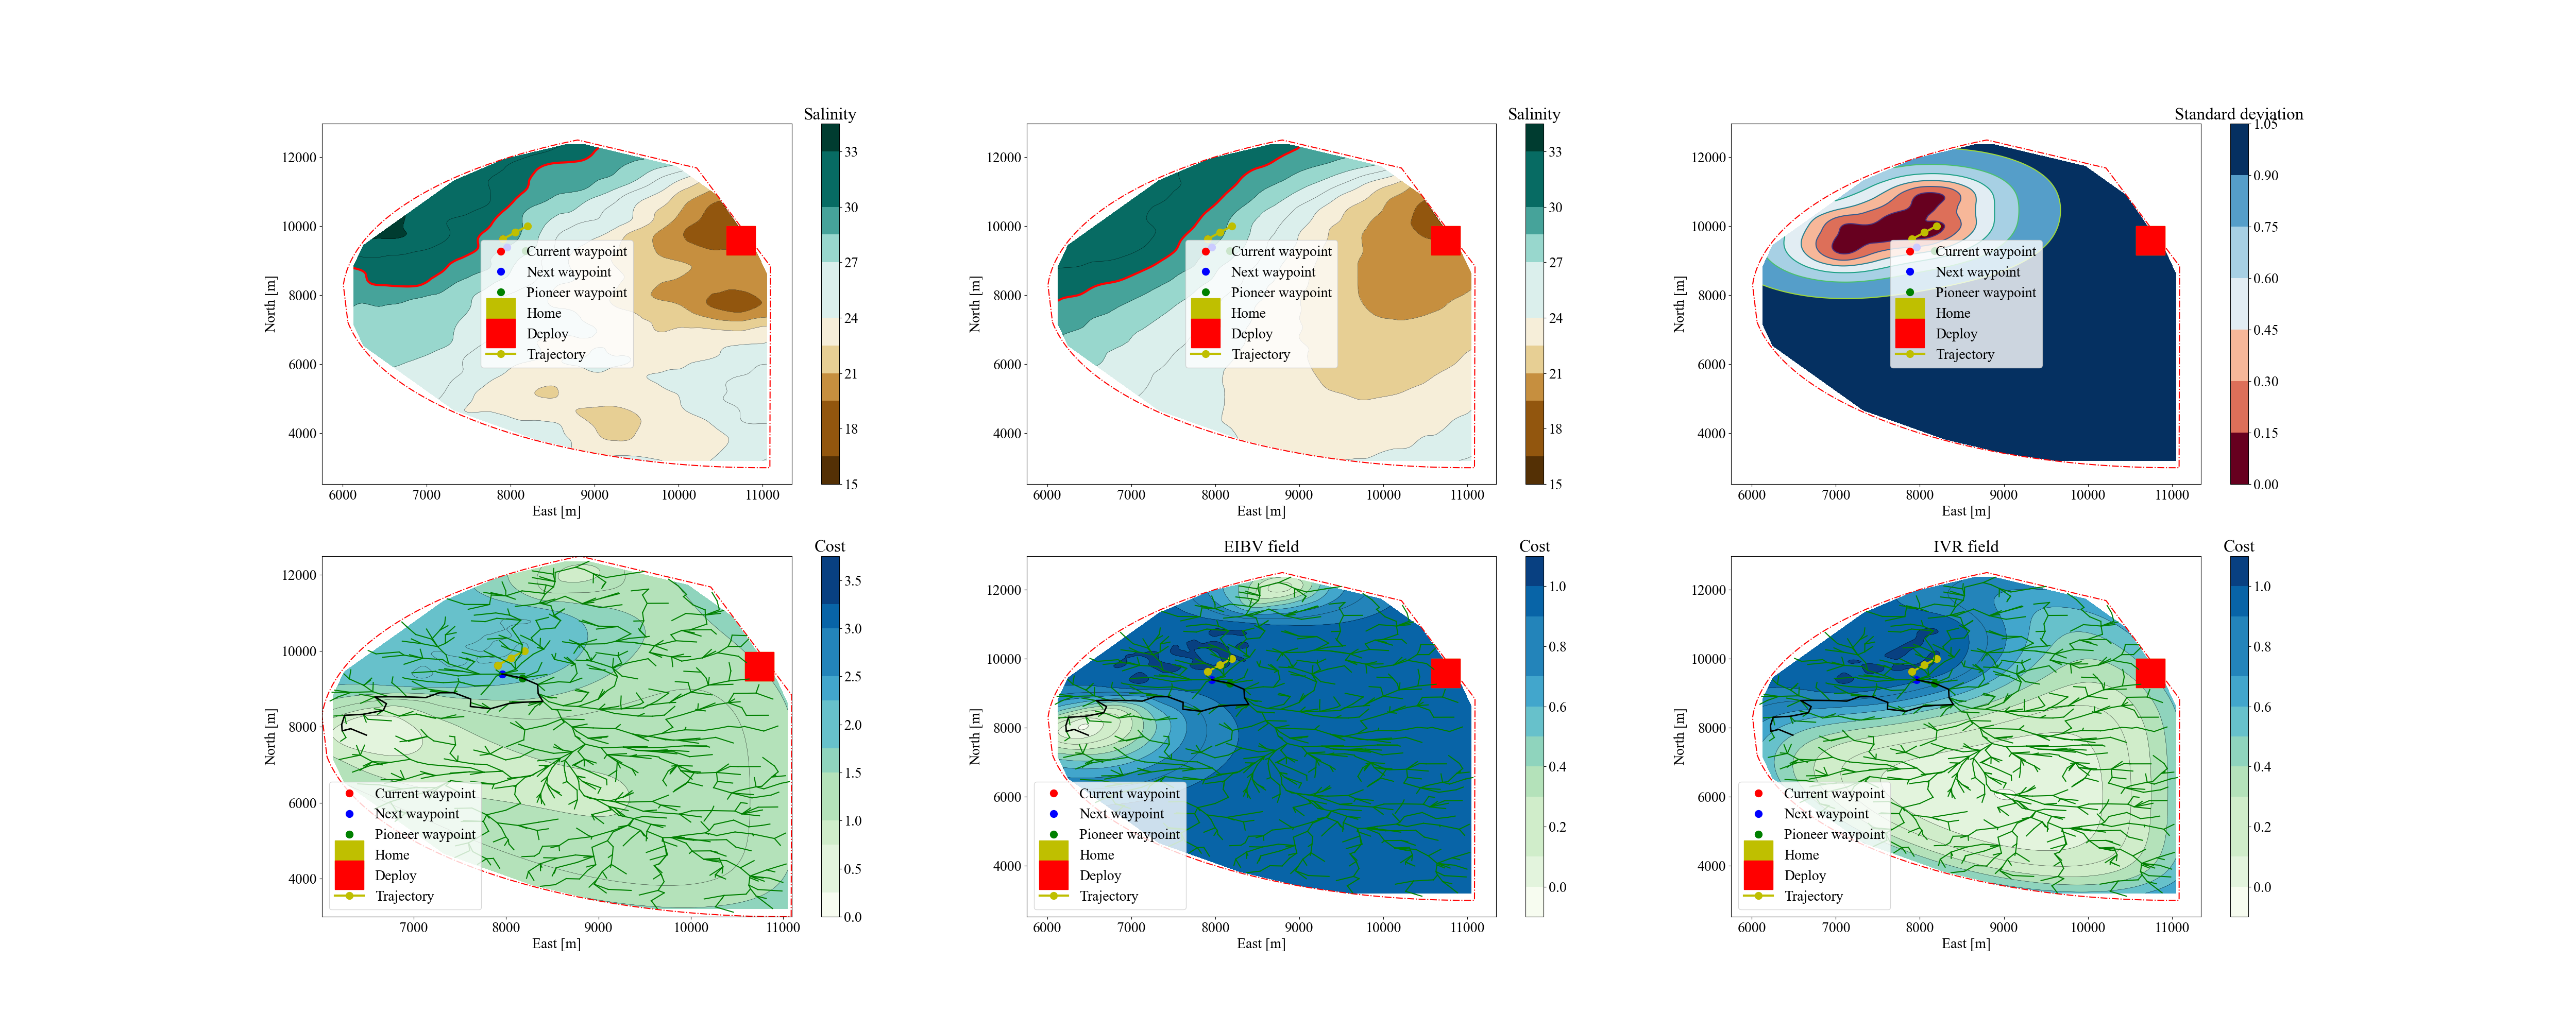 Salinity
12000
10000
8000
6000
4000
North [m]
6000 7000 8000 9000 10000 11000
East [m]
33
30
27
24
21
18
15
Current waypoint
Next waypoint
Pioneer waypoint
Home
Deploy
Trajectory
Salinity
12000
10000
8000
6000
4000
North [m]
6000 7000 8000 9000 10000 11000
East [m]
33
30
27
24
21
18
15
Current waypoint
Next waypoint
Pioneer waypoint
Home
Deploy
Trajectory
Standard deviation
12000
10000
8000
6000
4000
North [m]
6000 7000 8000 9000 10000 11000
East [m]
1.05
0.90
0.75
0.60
0.45
0.30
0.15
0.00
Current waypoint
Next waypoint
Pioneer waypoint
Home
Deploy
Trajectory
Cost
12000
10000
8000
6000
4000
North [m]
7000 8000 9000 10000 11000
East [m]
3.5
3.0
2.5
2.0
1.5
1.0
0.5
0.0
Current waypoint
Next waypoint
Pioneer waypoint
Home
Deploy
Trajectory
EIBV field
Cost
12000
10000
8000
6000
4000
North [m]
6000 7000 8000 9000 10000 11000
East [m]
1.0
0.8
0.6
0.4
0.2
0.0
Current waypoint
Next waypoint
Pioneer waypoint
Home
Deploy
Trajectory
IVR field
Cost
12000
10000
8000
6000
4000
North [m]
6000 7000 8000 9000 10000 11000
East [m]
1.0
0.8
0.6
0.4
0.2
0.0
Current waypoint
Next waypoint
Pioneer waypoint
Home
Deploy
Trajectory